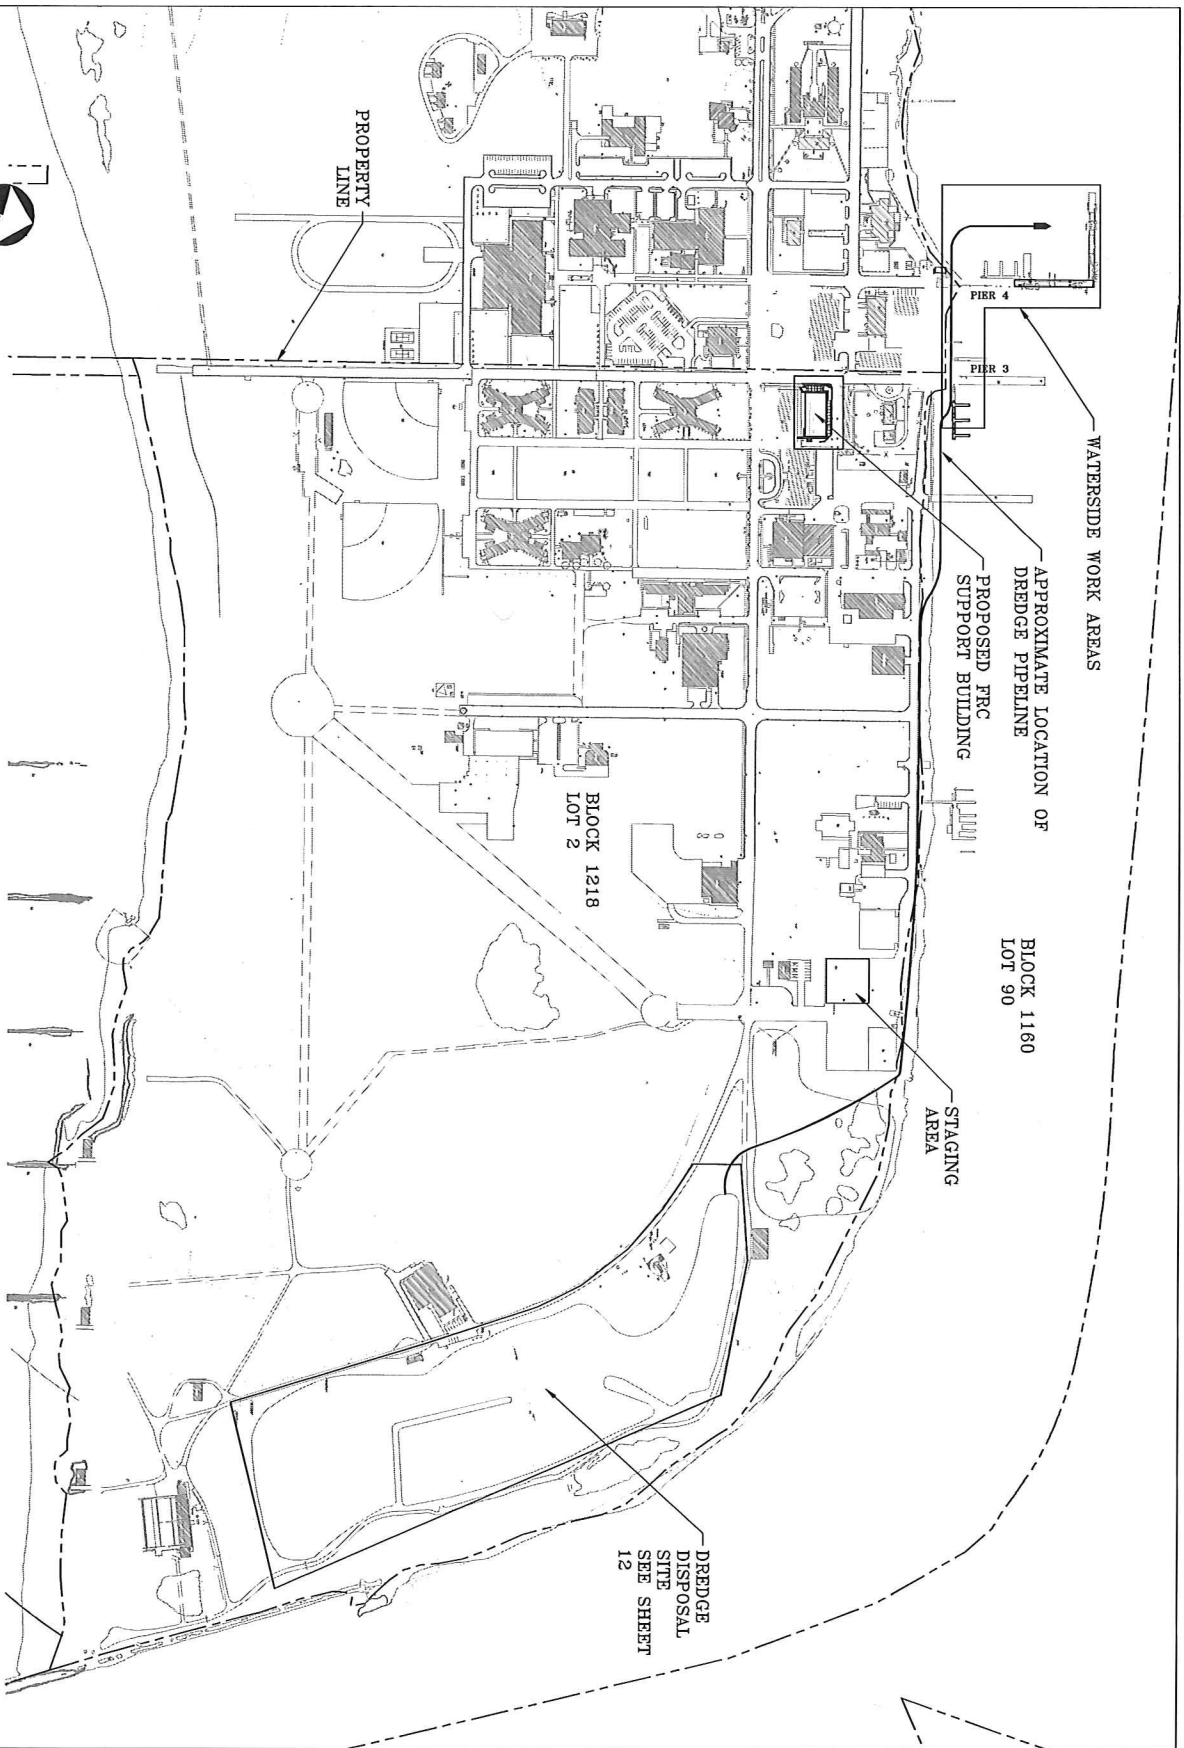 WATERSIDE WORK AREAS
APPROXIMATE LOCATION OF
DREDGE PIPELINE
PROPOSED FRC
SUPPORT BUILDING
PIER 4
PIER 3
BLOCK 1160
LOT 90
STAGING
AREA
PROPERTY
LINE
BLOCK 1218
LOT 2
DREDGE
DISPOSAL
SITE
SEE SHEET
12